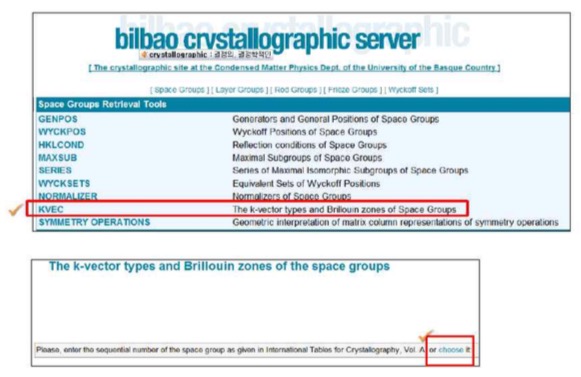 bilbao crystallographic server
crystallographic : 결정의, 결정학적인
[ The crystallographic site at the Condensed Matter Physics Dept. of the University of the Basque Country ]
[ Space Groups ] [ Layer Groups ] [ Rod Groups ] [ Frieze Groups ] [ Wyckoff Sets ]
Space Groups Retrieval Tools
GENPOS Generators and General Positions of Space Groups
WYCKPOS Wyckoff Positions of Space Groups
HKLCOND Reflection conditions of Space Groups
MAXSUB Maximal Subgroups of Space Groups
SERIES Series of Maximal Isomorphic Subgroups of Space Groups
WYCKSETS Equivalent Sets of Wyckoff Positions
NORMALIZER Normalizers of Space Groups
KVEC The k-vector types and Brillouin zones of Space Groups
SYMMETRY OPERATIONS Geometric interpretation of matrix column representations of symmetry operations
The k-vector types and Brillouin zones of the space groups
Please, enter the sequential number of the space group as given in International Tables for Crystallography, Vol. A or choose it: